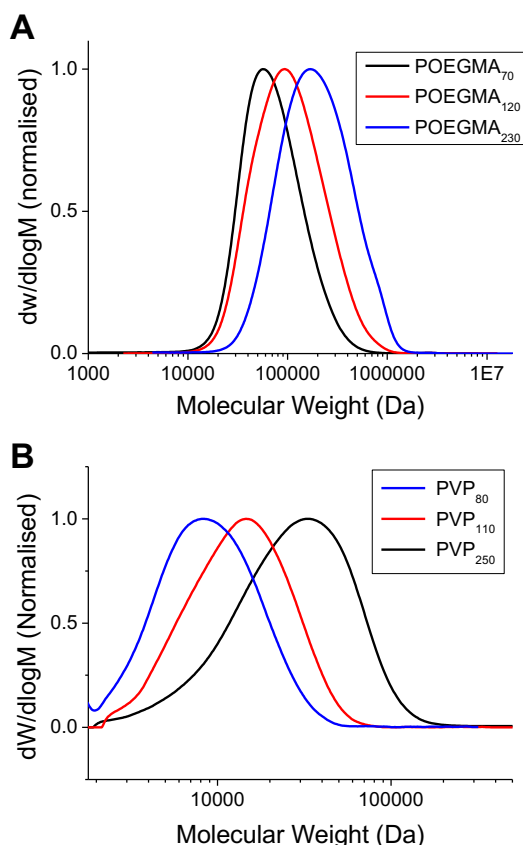 A
dw/dlogM (normalised)
1.0
0.5
0.0
1000
10000
100000
1000000
1E7
Molecular Weight (Da)
POEGMA70
POEGMA120
POEGMA230
B
dW/dlogM (Normalised)
1.0
0.5
0.0
10000
100000
Molecular Weight (Da)
PVP80
PVP110
PVP250